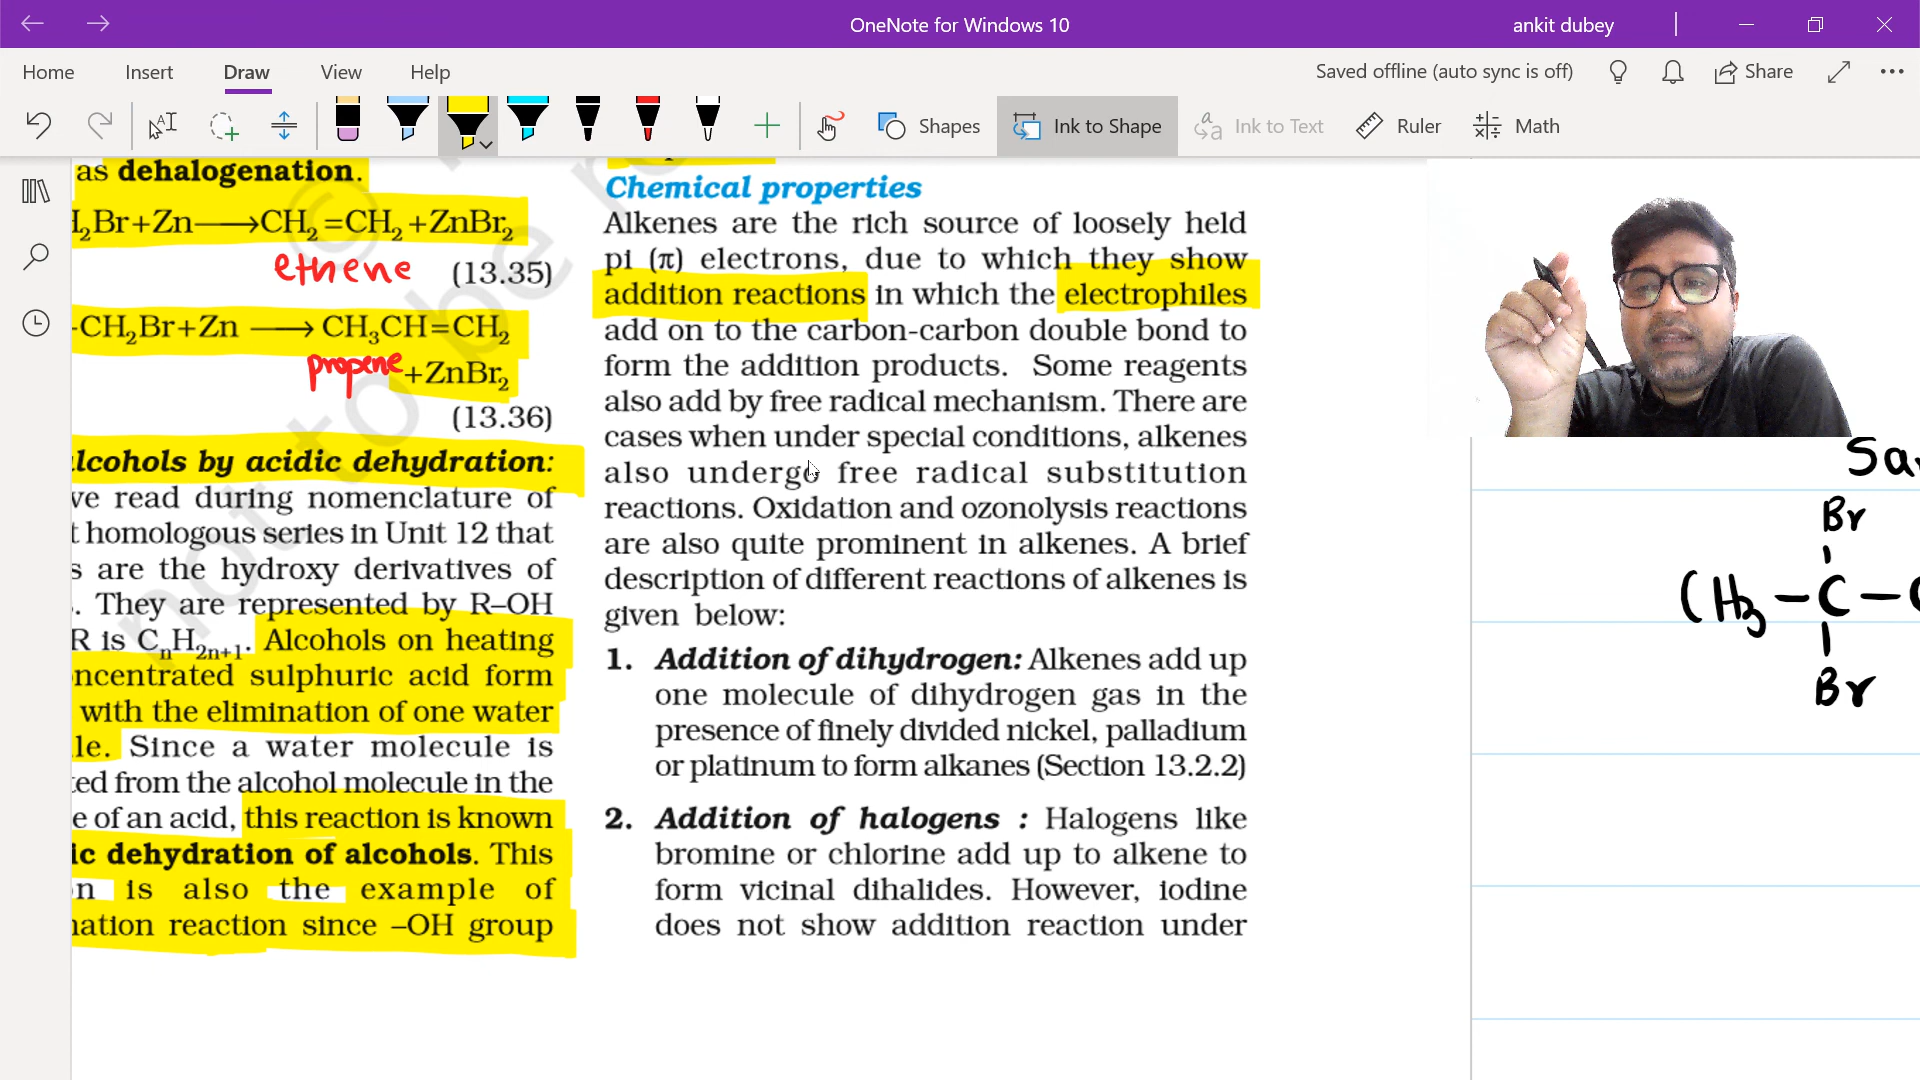 OneNote for Windows 10
ankit dubey
Home Insert Draw View Help
Saved offline (auto sync is off)
Share
Shapes
Ink to Shape
Ink to Text
Ruler
Math
as dehalogenation.
H₂Br+Zn⟶CH₂=CH₂+ZnBr₂
ethene (13.35)
-CH₂Br+Zn ⟶ CH₃CH=CH₂
propene +ZnBr₂
(13.36)
lcohols by acidic dehydration:
ve read during nomenclature of
t homologous series in Unit 12 that
s are the hydroxy derivatives of
. They are represented by R–OH
R is CₙH₂ₙ₊₁. Alcohols on heating
ncentrated sulphuric acid form
with the elimination of one water
le. Since a water molecule is
ted from the alcohol molecule in the
e of an acid, this reaction is known
ic dehydration of alcohols. This
n is also the example of
nation reaction since –OH group
Chemical properties
Alkenes are the rich source of loosely held
pi (π) electrons, due to which they show
addition reactions in which the electrophiles
add on to the carbon-carbon double bond to
form the addition products. Some reagents
also add by free radical mechanism. There are
cases when under special conditions, alkenes
also undergo free radical substitution
reactions. Oxidation and ozonolysis reactions
are also quite prominent in alkenes. A brief
description of different reactions of alkenes is
given below:
1. Addition of dihydrogen: Alkenes add up
one molecule of dihydrogen gas in the
presence of finely divided nickel, palladium
or platinum to form alkanes (Section 13.2.2)
2. Addition of halogens : Halogens like
bromine or chlorine add up to alkene to
form vicinal dihalides. However, iodine
does not show addition reaction under
not to be r
Br
CH₃ – C – C
Br